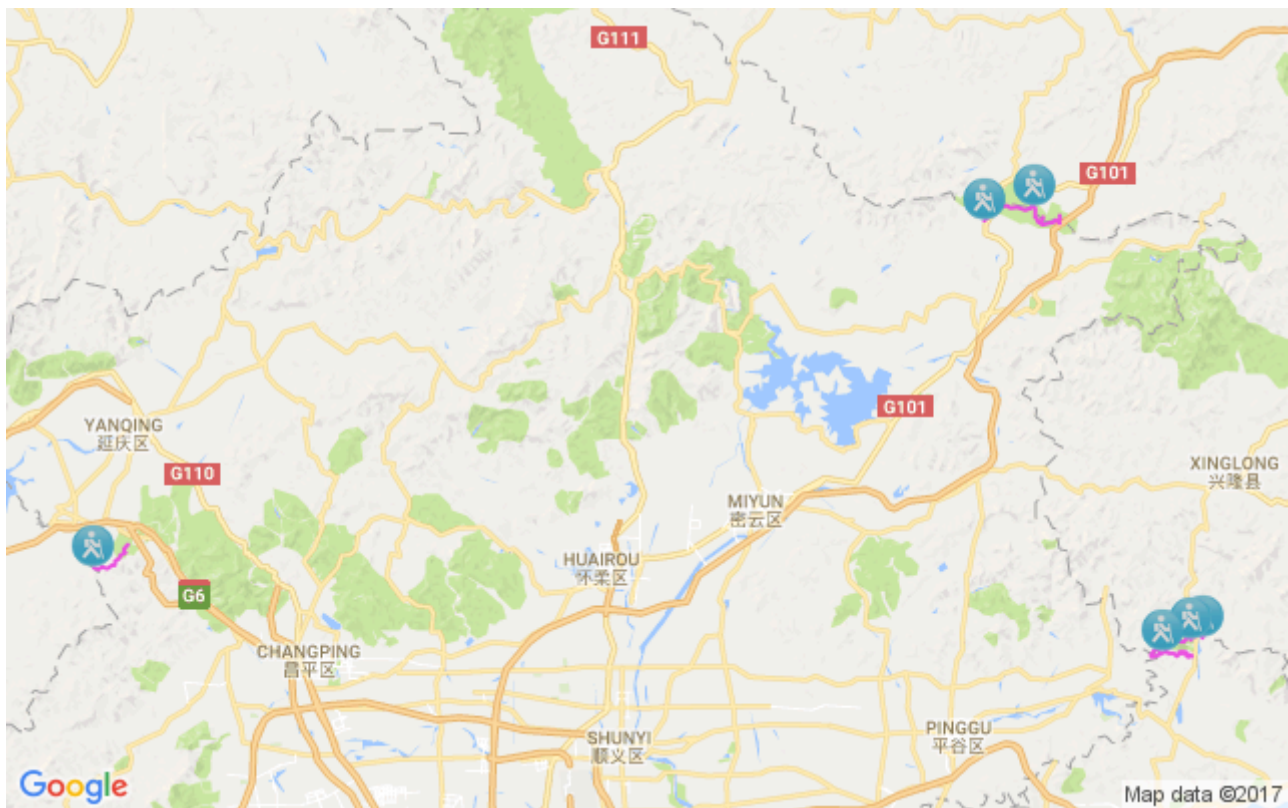 G111
G101
G101
YANQING
延庆区
G110
XINGLONG
兴隆县
MIYUN
密云区
HUAIROU
怀柔区
G6
CHANGPING
昌平区
SHUNYI
顺义区
PINGGU
平谷区
Google
Map data ©2017